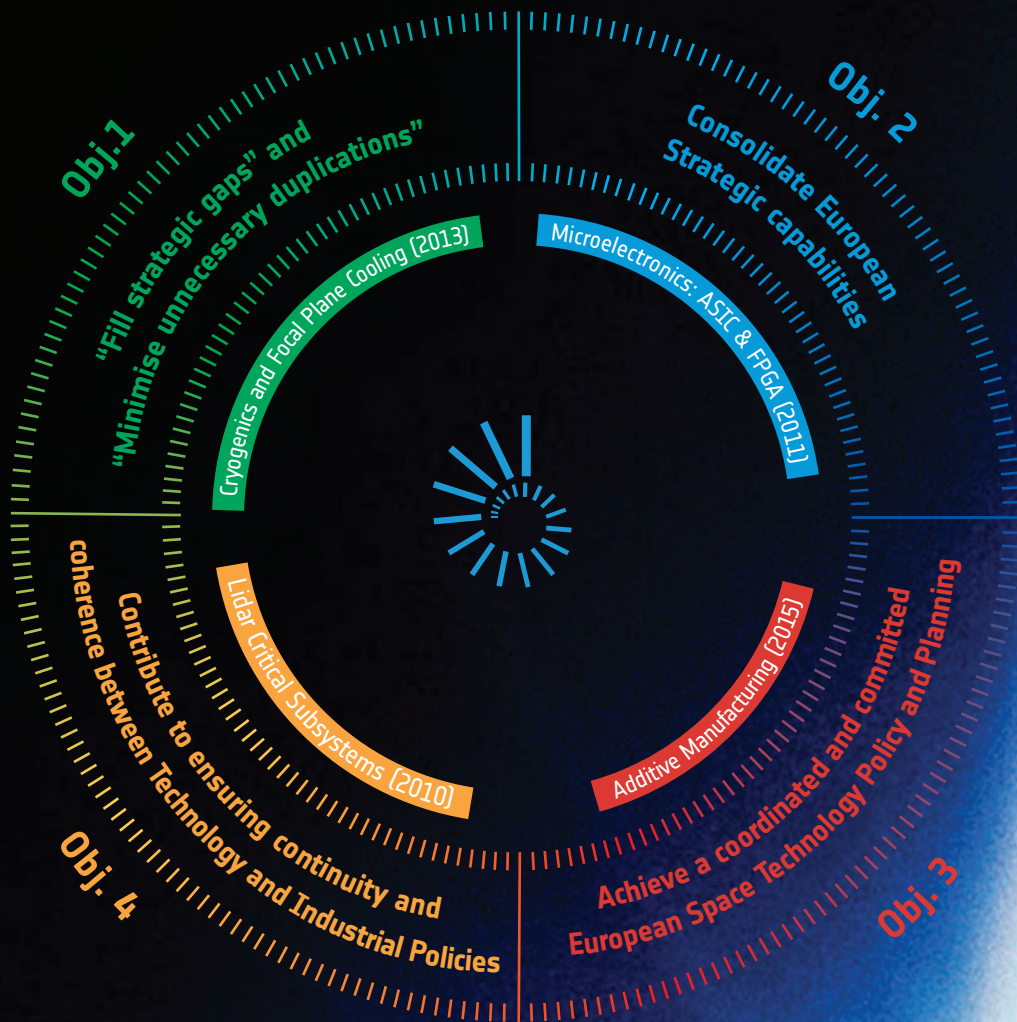 Obj.1
“Fill strategic gaps” and
“Minimise unnecessary duplications”
Cryogenics and Focal Plane Cooling (2013)
Obj. 2
Consolidate European
Strategic capabilities
Microelectronics: ASIC & FPGA (2011)
Additive Manufacturing (2015)
Achieve a coordinated and committed
European Space Technology Policy and Planning
Obj. 3
Lidar Critical Subsystems (2010)
Contribute to ensuring continuity and
coherence between Technology and Industrial Policies
Obj. 4